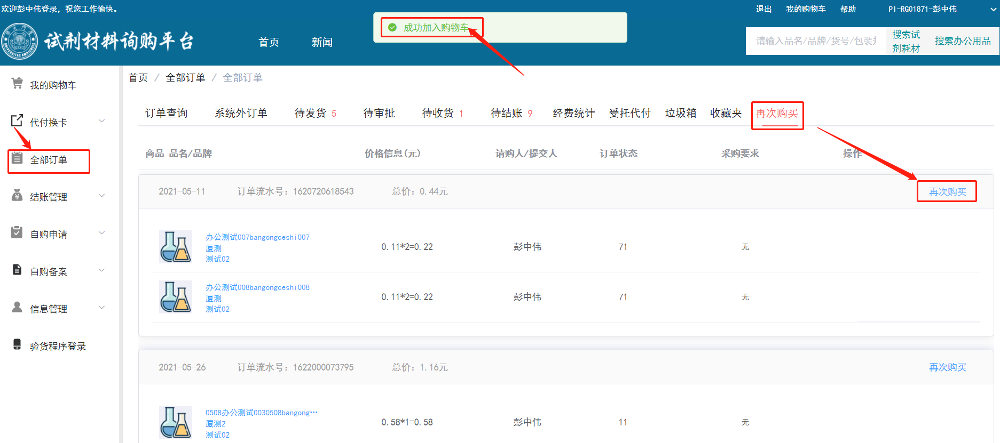 欢迎彭中伟登录，祝您工作愉快。
退出 我的购物车 帮助 PI-RG01871-彭中伟
试剂材料询购平台
首页 新闻
成功加入购物车
请输入品名/品牌/货号/包装规
搜索试
剂耗材
搜索办公用品
我的购物车
代付换卡
全部订单
结账管理
自购申请
自购备案
信息管理
验货程序登录
首页 / 全部订单 / 全部订单
订单查询 系统外订单 待发货 5 待审批 待收货 1 待结账 9 经费统计 受托代付 垃圾箱 收藏夹 再次购买
商品 品名/品牌 价格信息(元) 请购人/提交人 订单状态 采购要求 操作
2021-05-11 订单流水号：1620720618543 总价：0.44元 再次购买
办公测试007bangongceshi007
厦测
测试02
0.11*2=0.22 彭中伟 71 无
办公测试008bangongceshi008
厦测
测试02
0.11*2=0.22 彭中伟 71 无
2021-05-26 订单流水号：1622000073795 总价：1.16元 再次购买
0508办公测试0030508bangong…
厦测2
测试02
0.58*1=0.58 彭中伟 11 无